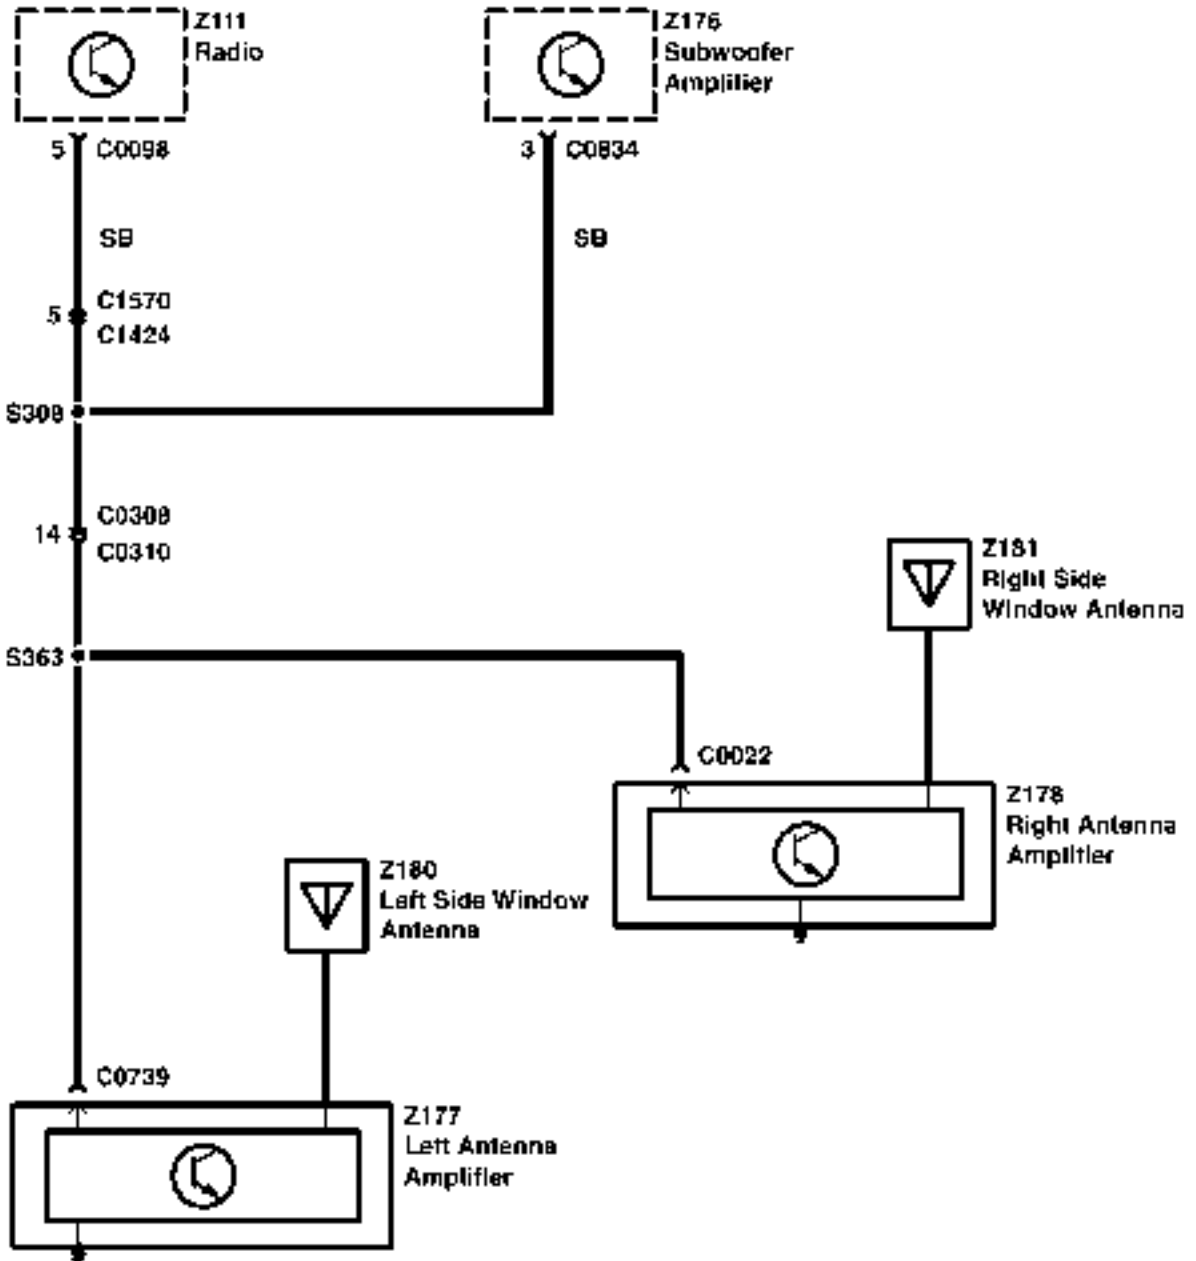 Z111
Radio
Z176
Subwoofer
Amplifier
5 C0098
3 C0834
SB
SB
C1570
5
C1424
S308
C0308
14
C0310
Z181
Right Side
Window Antenna
S363
C0022
Z178
Right Antenna
Amplifier
Z180
Left Side Window
Antenna
C0739
Z177
Left Antenna
Amplifier